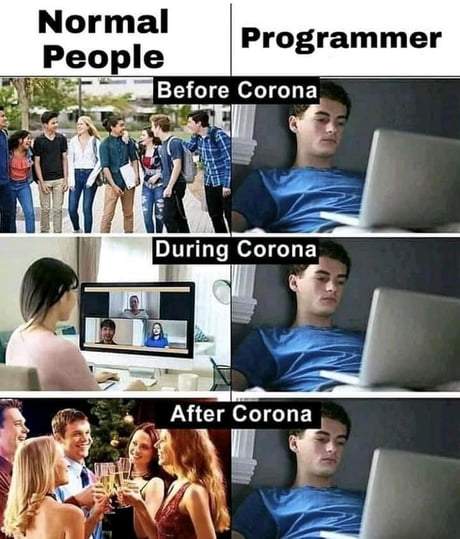 Normal
People
Programmer
Before Corona
During Corona
After Corona